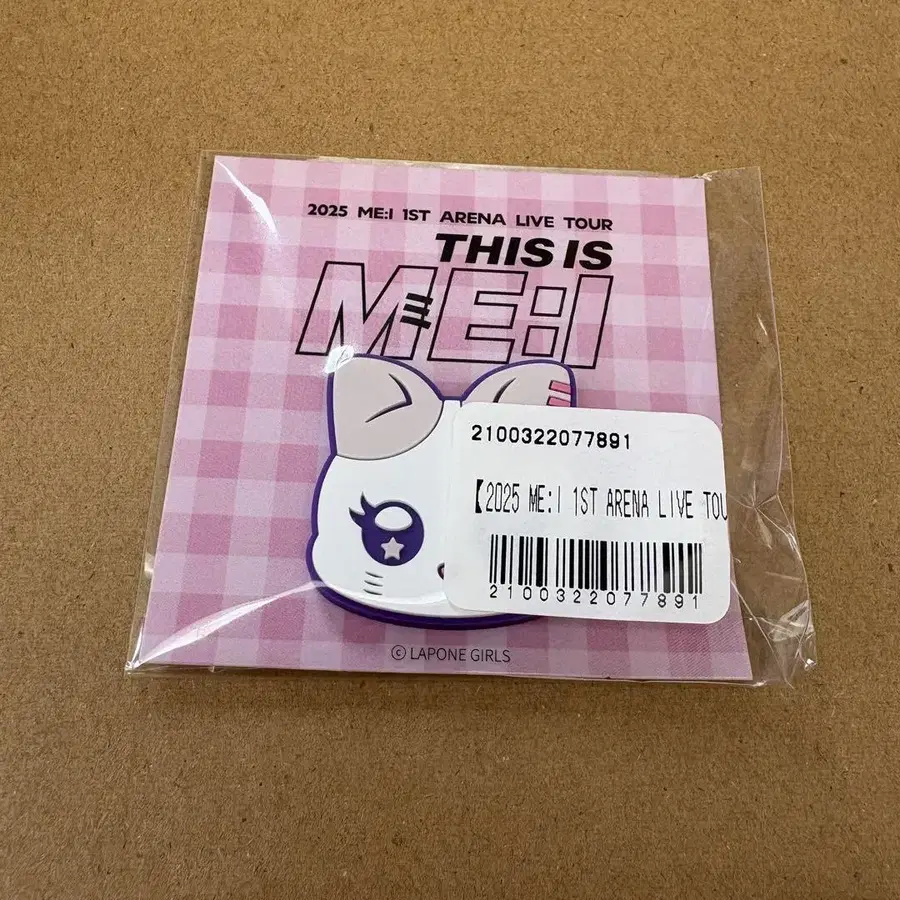 2025 ME:I 1ST ARENA LIVE TOUR
THIS IS
ME:I
2100322077891
【2025 ME:I 1ST ARENA LIVE TOU
2100322077891
© LAPONE GIRLS